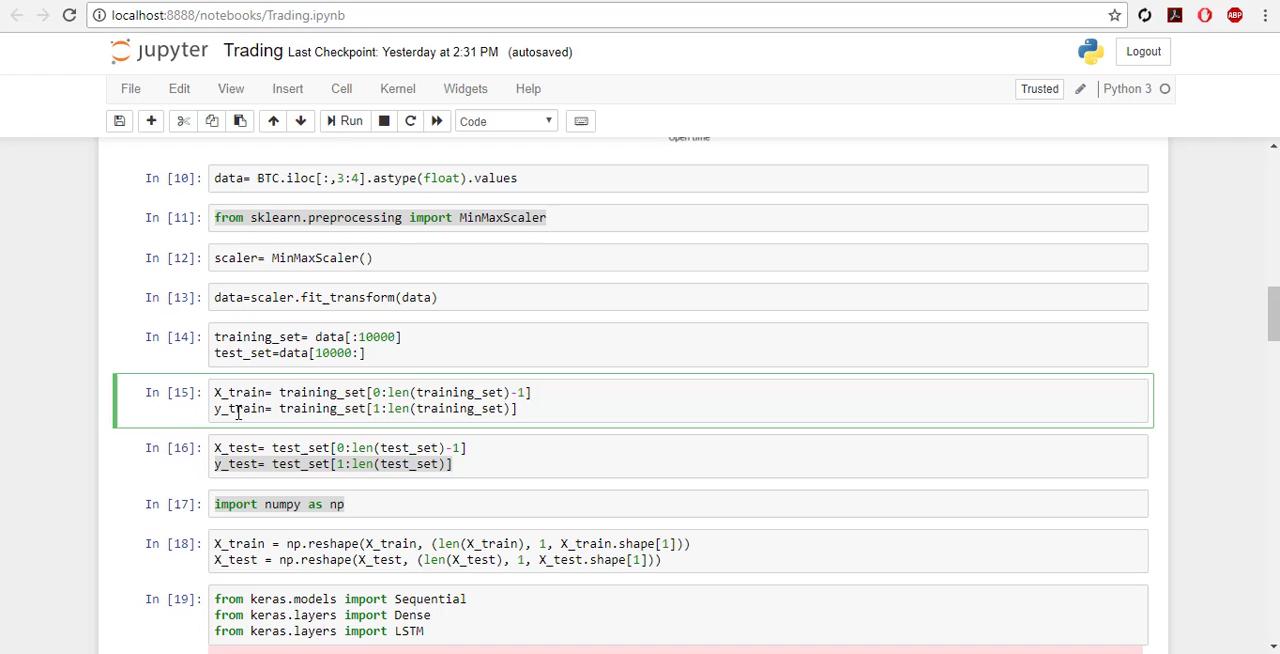 localhost:8888/notebooks/Trading.ipynb
ABP
jupyter Trading Last Checkpoint: Yesterday at 2:31 PM (autosaved)
Logout
File Edit View Insert Cell Kernel Widgets Help
Trusted Python 3
Run Code
Open time
In [10]: data= BTC.iloc[:,3:4].astype(float).values
In [11]: from sklearn.preprocessing import MinMaxScaler
In [12]: scaler= MinMaxScaler()
In [13]: data=scaler.fit_transform(data)
In [14]: training_set= data[:10000]
test_set=data[10000:]
In [15]: X_train= training_set[0:len(training_set)-1]
y_train= training_set[1:len(training_set)]
In [16]: X_test= test_set[0:len(test_set)-1]
y_test= test_set[1:len(test_set)]
In [17]: import numpy as np
In [18]: X_train = np.reshape(X_train, (len(X_train), 1, X_train.shape[1]))
X_test = np.reshape(X_test, (len(X_test), 1, X_test.shape[1]))
In [19]: from keras.models import Sequential
from keras.layers import Dense
from keras.layers import LSTM